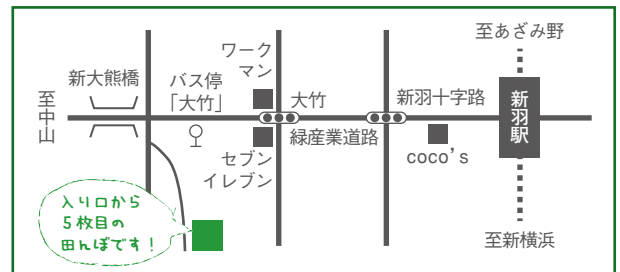 至あざみ野
ワーク
マン
新大熊橋
バス停
「大竹」
大竹
新羽十字路
新羽駅
至中山
緑産業道路
セブン
イレブン
coco’s
入り口から
5枚目の
田んぼです！
至新横浜